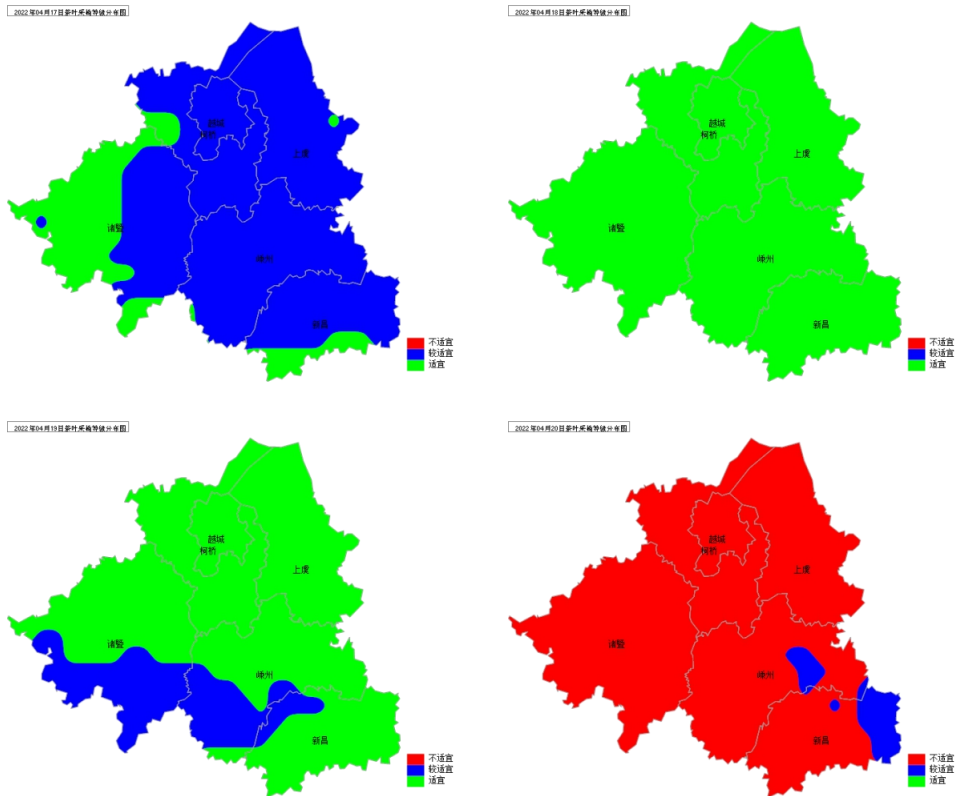 2022年04月17日茶叶采摘等级分布图
越城
柯桥
上虞
诸暨
嵊州
新昌
不适宜
较适宜
适宜
2022年04月18日茶叶采摘等级分布图
越城
柯桥
上虞
诸暨
嵊州
新昌
不适宜
较适宜
适宜
2022年04月19日茶叶采摘等级分布图
越城
柯桥
上虞
诸暨
嵊州
新昌
不适宜
较适宜
适宜
2022年04月20日茶叶采摘等级分布图
越城
柯桥
上虞
诸暨
嵊州
新昌
不适宜
较适宜
适宜